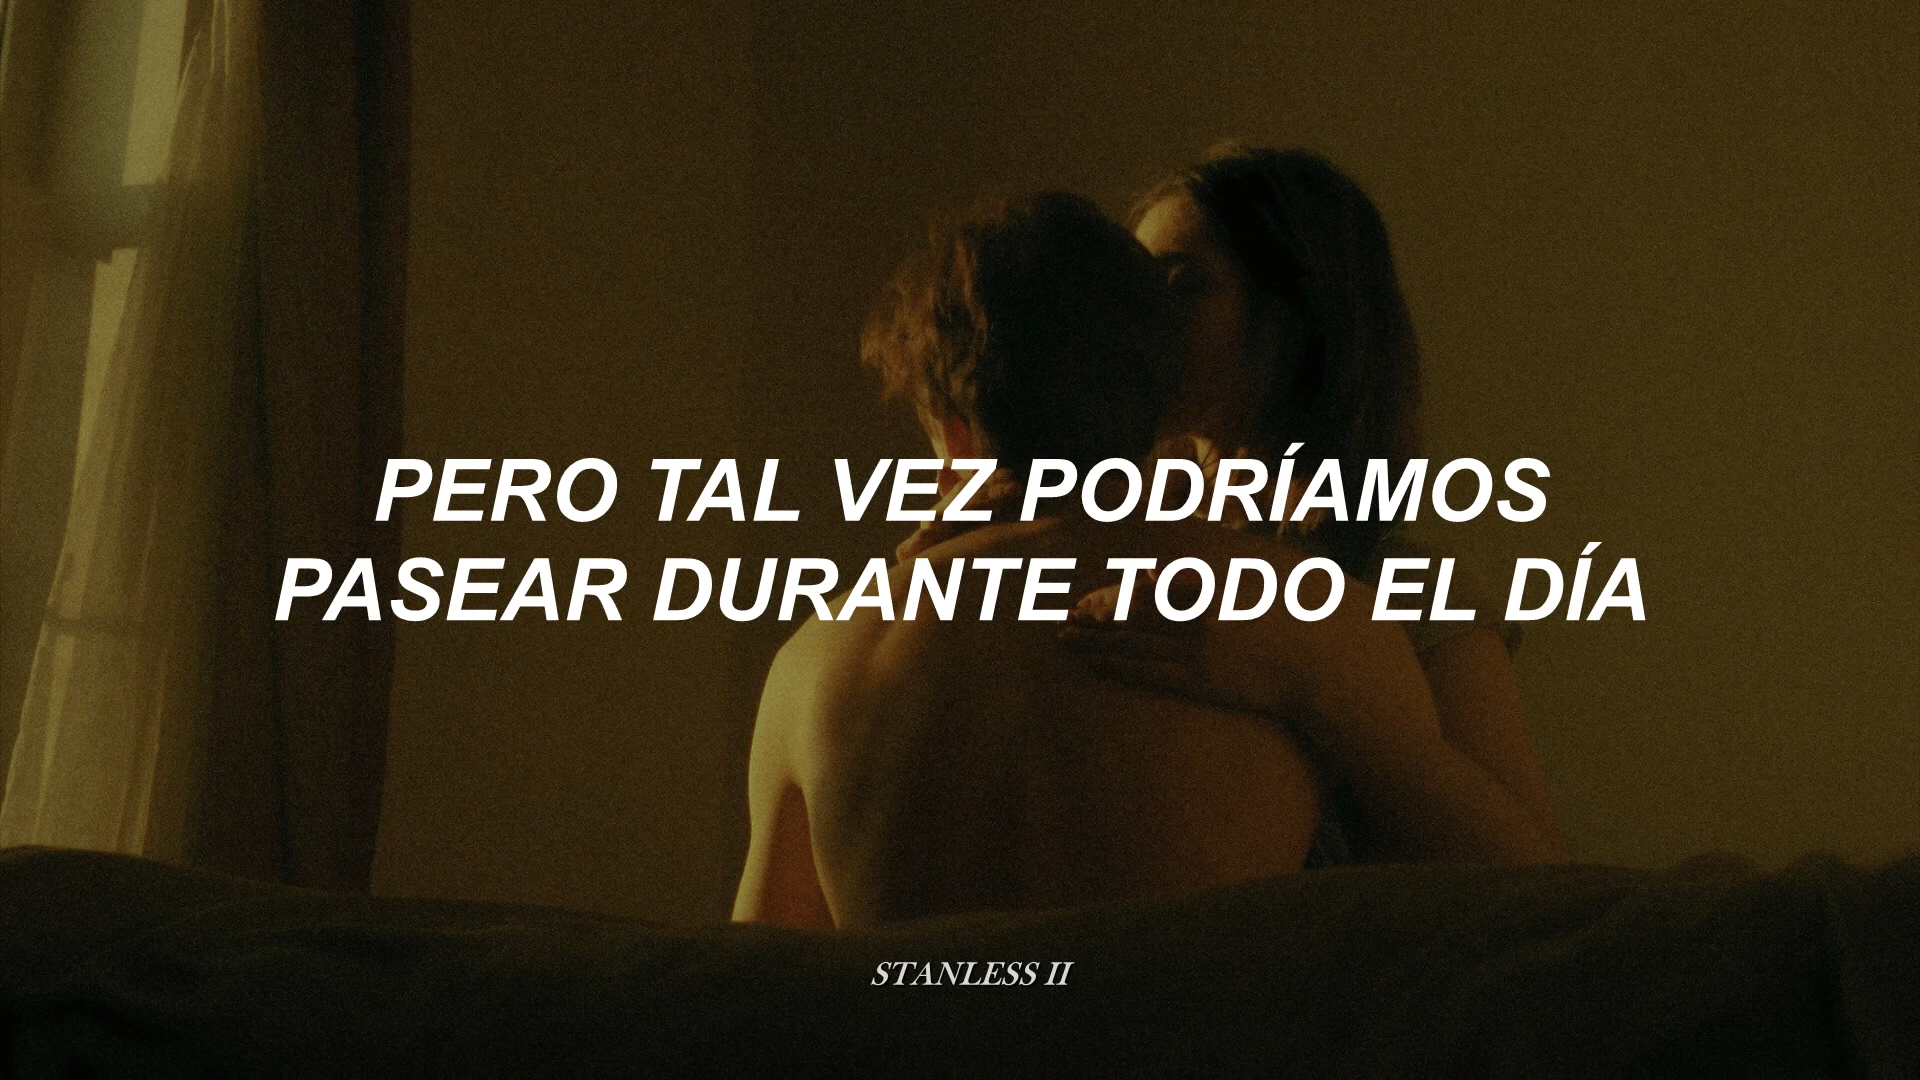 PERO TAL VEZ PODRÍAMOS
PASEAR DURANTE TODO EL DÍA
STANLESS II